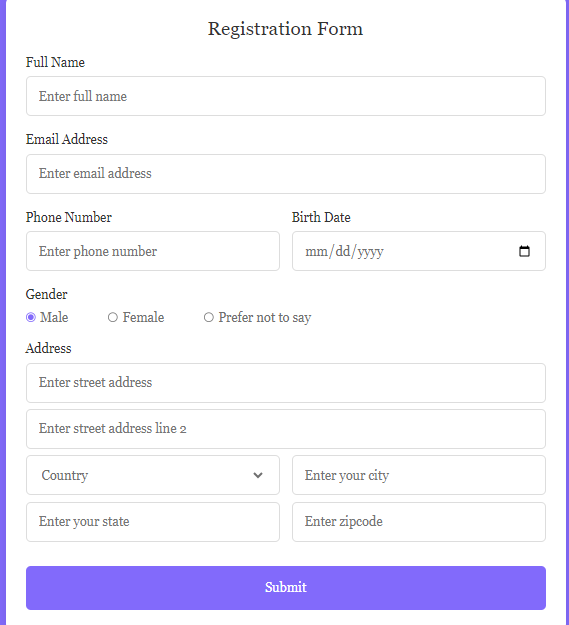 Registration Form
Full Name
Enter full name
Email Address
Enter email address
Phone Number Birth Date
Enter phone number mm/dd/yyyy
Gender
Male Female Prefer not to say
Address
Enter street address
Enter street address line 2
Country Enter your city
Enter your state Enter zipcode
Submit